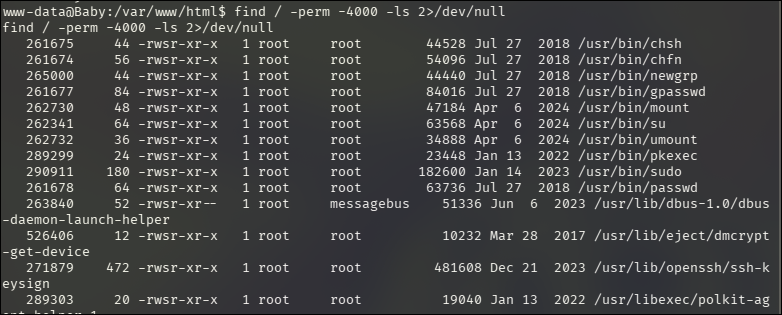 www-data@Baby:/var/www/html$ find / -perm -4000 -ls 2>/dev/null
find / -perm -4000 -ls 2>/dev/null
261675 44 -rwsr-xr-x 1 root root 44528 Jul 27 2018 /usr/bin/chsh
261674 56 -rwsr-xr-x 1 root root 54096 Jul 27 2018 /usr/bin/chfn
265000 44 -rwsr-xr-x 1 root root 44440 Jul 27 2018 /usr/bin/newgrp
261677 84 -rwsr-xr-x 1 root root 84016 Jul 27 2018 /usr/bin/gpasswd
262730 48 -rwsr-xr-x 1 root root 47184 Apr 6 2024 /usr/bin/mount
262341 64 -rwsr-xr-x 1 root root 63568 Apr 6 2024 /usr/bin/su
262732 36 -rwsr-xr-x 1 root root 34888 Apr 6 2024 /usr/bin/umount
289299 24 -rwsr-xr-x 1 root root 23448 Jan 13 2022 /usr/bin/pkexec
290911 180 -rwsr-xr-x 1 root root 182600 Jan 14 2023 /usr/bin/sudo
261678 64 -rwsr-xr-x 1 root root 63736 Jul 27 2018 /usr/bin/passwd
263840 52 -rwsr-xr-- 1 root messagebus 51336 Jun 6 2023 /usr/lib/dbus-1.0/dbus
-daemon-launch-helper
526406 12 -rwsr-xr-x 1 root root 10232 Mar 28 2017 /usr/lib/eject/dmcrypt
-get-device
271879 472 -rwsr-xr-x 1 root root 481608 Dec 21 2023 /usr/lib/openssh/ssh-k
eysign
289303 20 -rwsr-xr-x 1 root root 19040 Jan 13 2022 /usr/libexec/polkit-ag